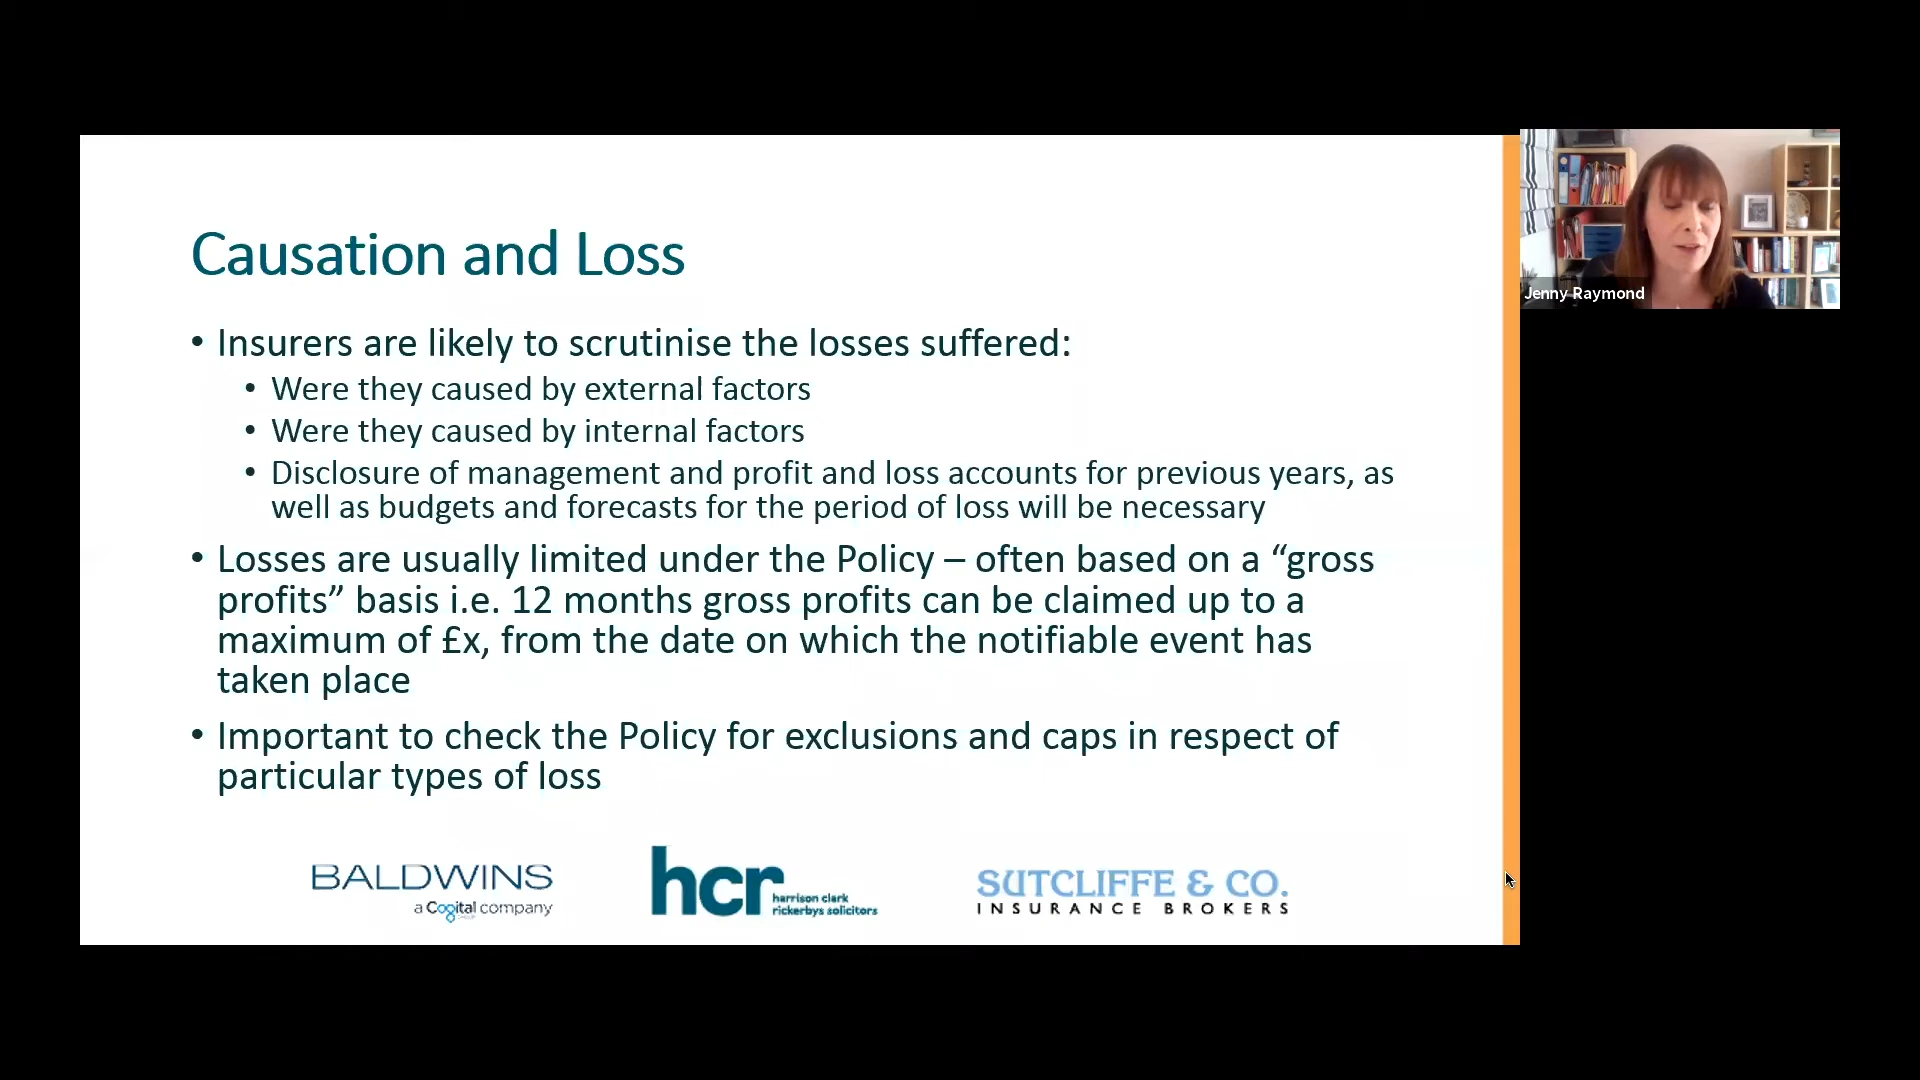 Causation and Loss
• Insurers are likely to scrutinise the losses suffered:
• Were they caused by external factors
• Were they caused by internal factors
• Disclosure of management and profit and loss accounts for previous years, as
well as budgets and forecasts for the period of loss will be necessary
• Losses are usually limited under the Policy – often based on a “gross
profits” basis i.e. 12 months gross profits can be claimed up to a
maximum of £x, from the date on which the notifiable event has
taken place
• Important to check the Policy for exclusions and caps in respect of
particular types of loss
BALDWINS
a Cogital company
hcr
harrison clark
rickerbys solicitors
SUTCLIFFE & CO.
INSURANCE BROKERS
Jenny Raymond